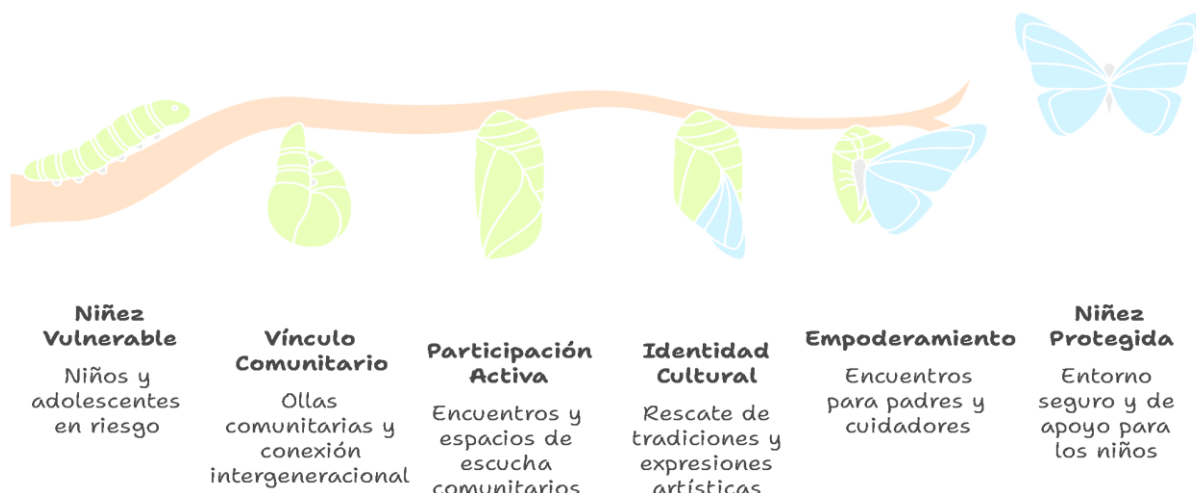 Niñez
Vulnerable
Niños y
adolescentes
en riesgo
Vínculo
Comunitario
Ollas
comunitarias y
conexión
intergeneracional
Participación
Activa
Encuentros y
espacios de
escucha
comunitarios
Identidad
Cultural
Rescate de
tradiciones y
expresiones
artísticas
Empoderamiento
Encuentros
para padres y
cuidadores
Niñez
Protegida
Entorno
seguro y de
apoyo para
los niños